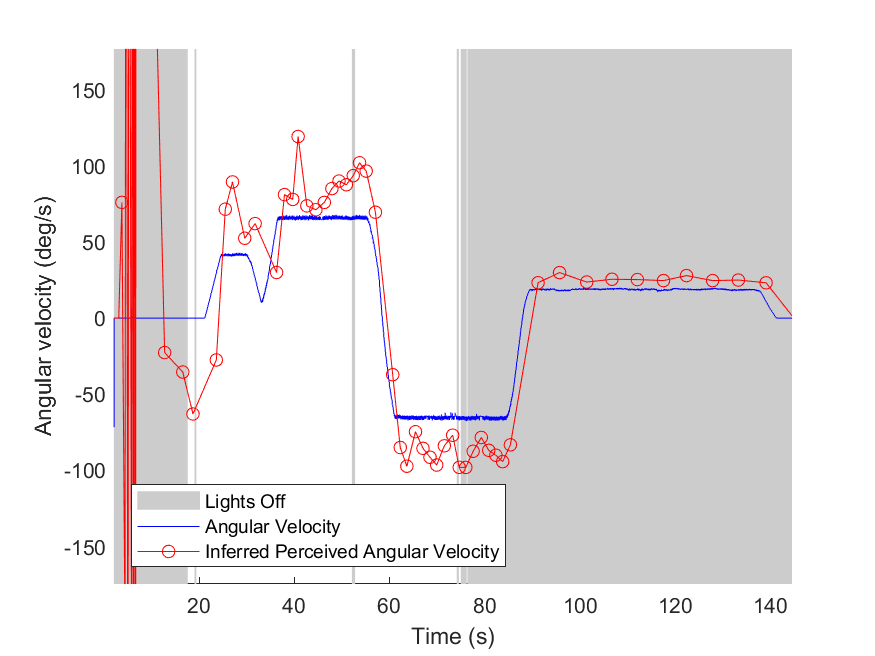 150
100
50
0
-50
-100
-150
Angular velocity (deg/s)
Lights Off
Angular Velocity
Inferred Perceived Angular Velocity
20 40 60 80 100 120 140
Time (s)